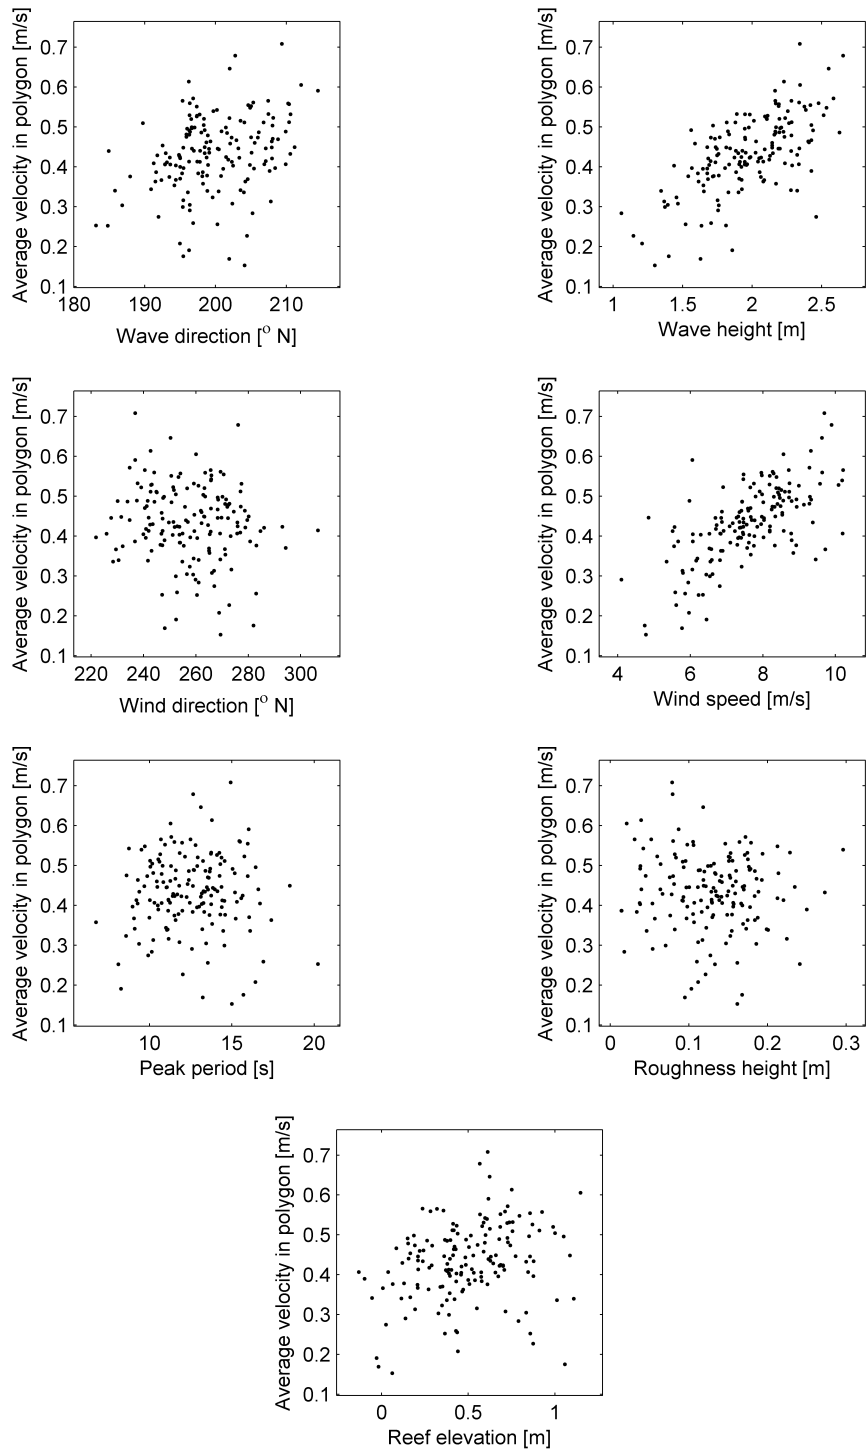 Average velocity in polygon [m/s]
0.7
0.6
0.5
0.4
0.3
0.2
0.1
180 190 200 210
Wave direction [o N]
Average velocity in polygon [m/s]
0.7
0.6
0.5
0.4
0.3
0.2
0.1
1 1.5 2 2.5
Wave height [m]
Average velocity in polygon [m/s]
0.7
0.6
0.5
0.4
0.3
0.2
0.1
220 240 260 280 300
Wind direction [o N]
Average velocity in polygon [m/s]
0.7
0.6
0.5
0.4
0.3
0.2
0.1
4 6 8 10
Wind speed [m/s]
Average velocity in polygon [m/s]
0.7
0.6
0.5
0.4
0.3
0.2
0.1
10 15 20
Peak period [s]
Average velocity in polygon [m/s]
0.7
0.6
0.5
0.4
0.3
0.2
0.1
0 0.1 0.2 0.3
Roughness height [m]
Average velocity in polygon [m/s]
0.7
0.6
0.5
0.4
0.3
0.2
0.1
0 0.5 1
Reef elevation [m]